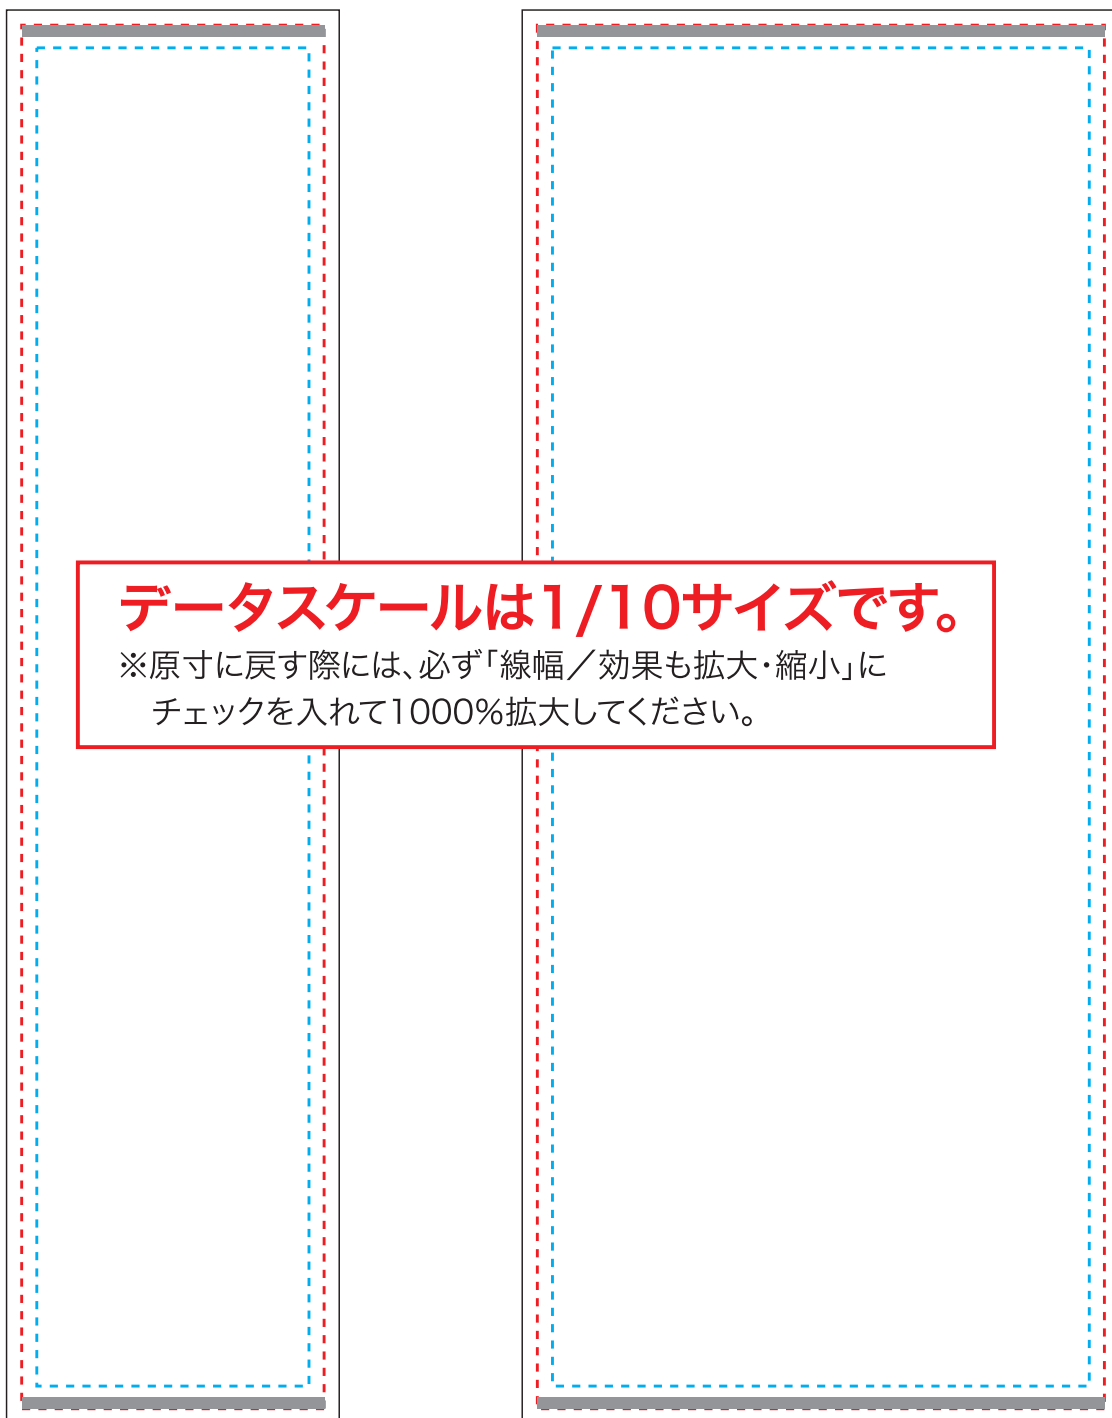 データスケールは1/10サイズです。
※原寸に戻す際には、必ず「線幅／効果も拡大・縮小」に
チェックを入れて1000%拡大してください。